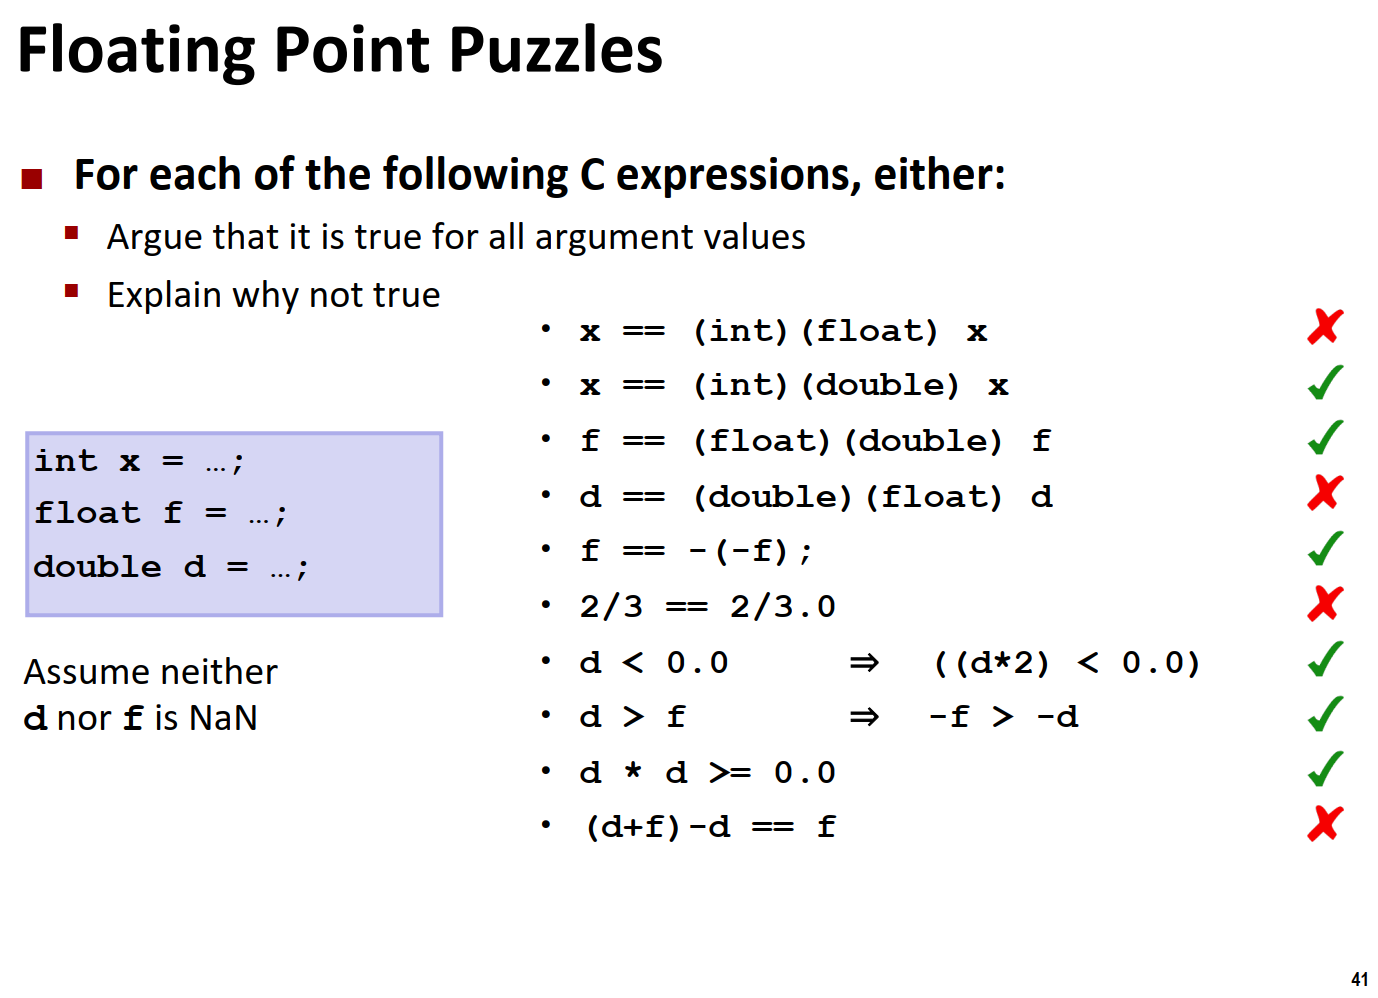 Floating Point Puzzles
■ For each of the following C expressions, either:
▪ Argue that it is true for all argument values
▪ Explain why not true
• x == (int)(float) x ✘
• x == (int)(double) x ✓
• f == (float)(double) f ✓
• d == (double)(float) d ✘
• f == -(-f); ✓
• 2/3 == 2/3.0 ✘
• d < 0.0 ⇒ ((d*2) < 0.0) ✓
• d > f ⇒ -f > -d ✓
• d * d >= 0.0 ✓
• (d+f)-d == f ✘
int x = …;
float f = …;
double d = …;
Assume neither
d nor f is NaN
41